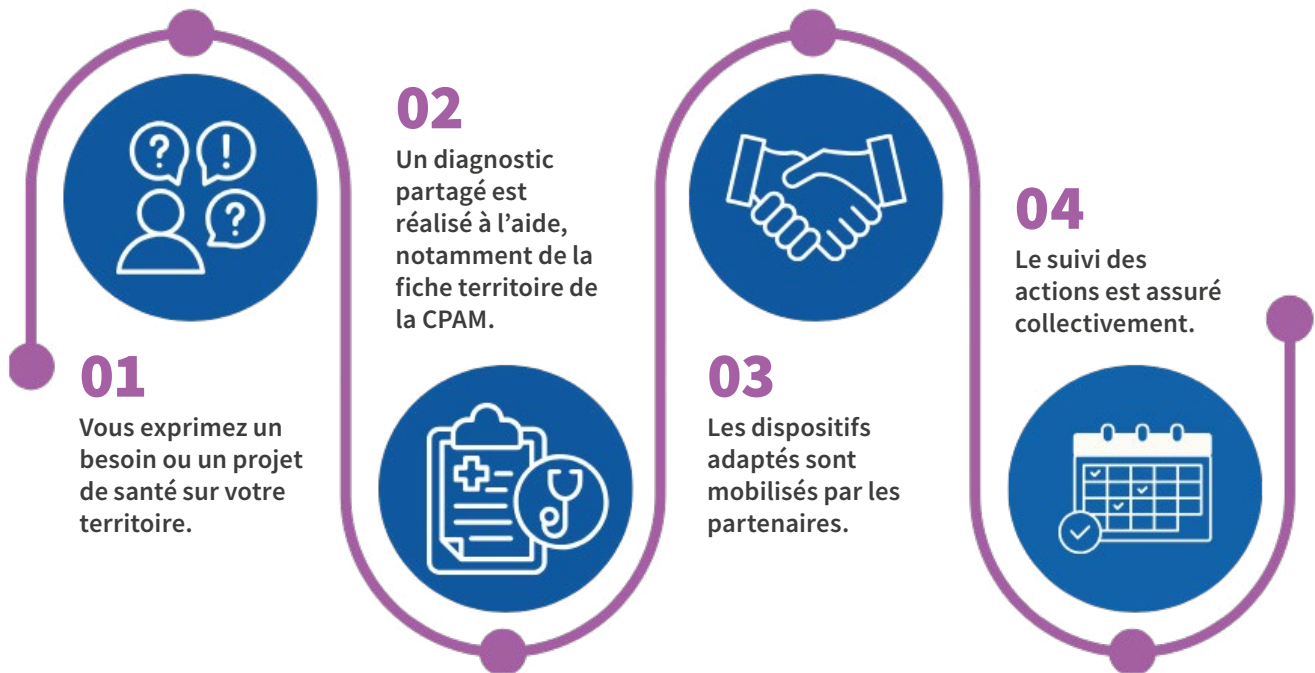 01
Vous exprimez un
besoin ou un projet
de santé sur votre
territoire.
02
Un diagnostic
partagé est
réalisé à l’aide,
notamment de la
fiche territoire de
la CPAM.
03
Les dispositifs
adaptés sont
mobilisés par les
partenaires.
04
Le suivi des
actions est assuré
collectivement.